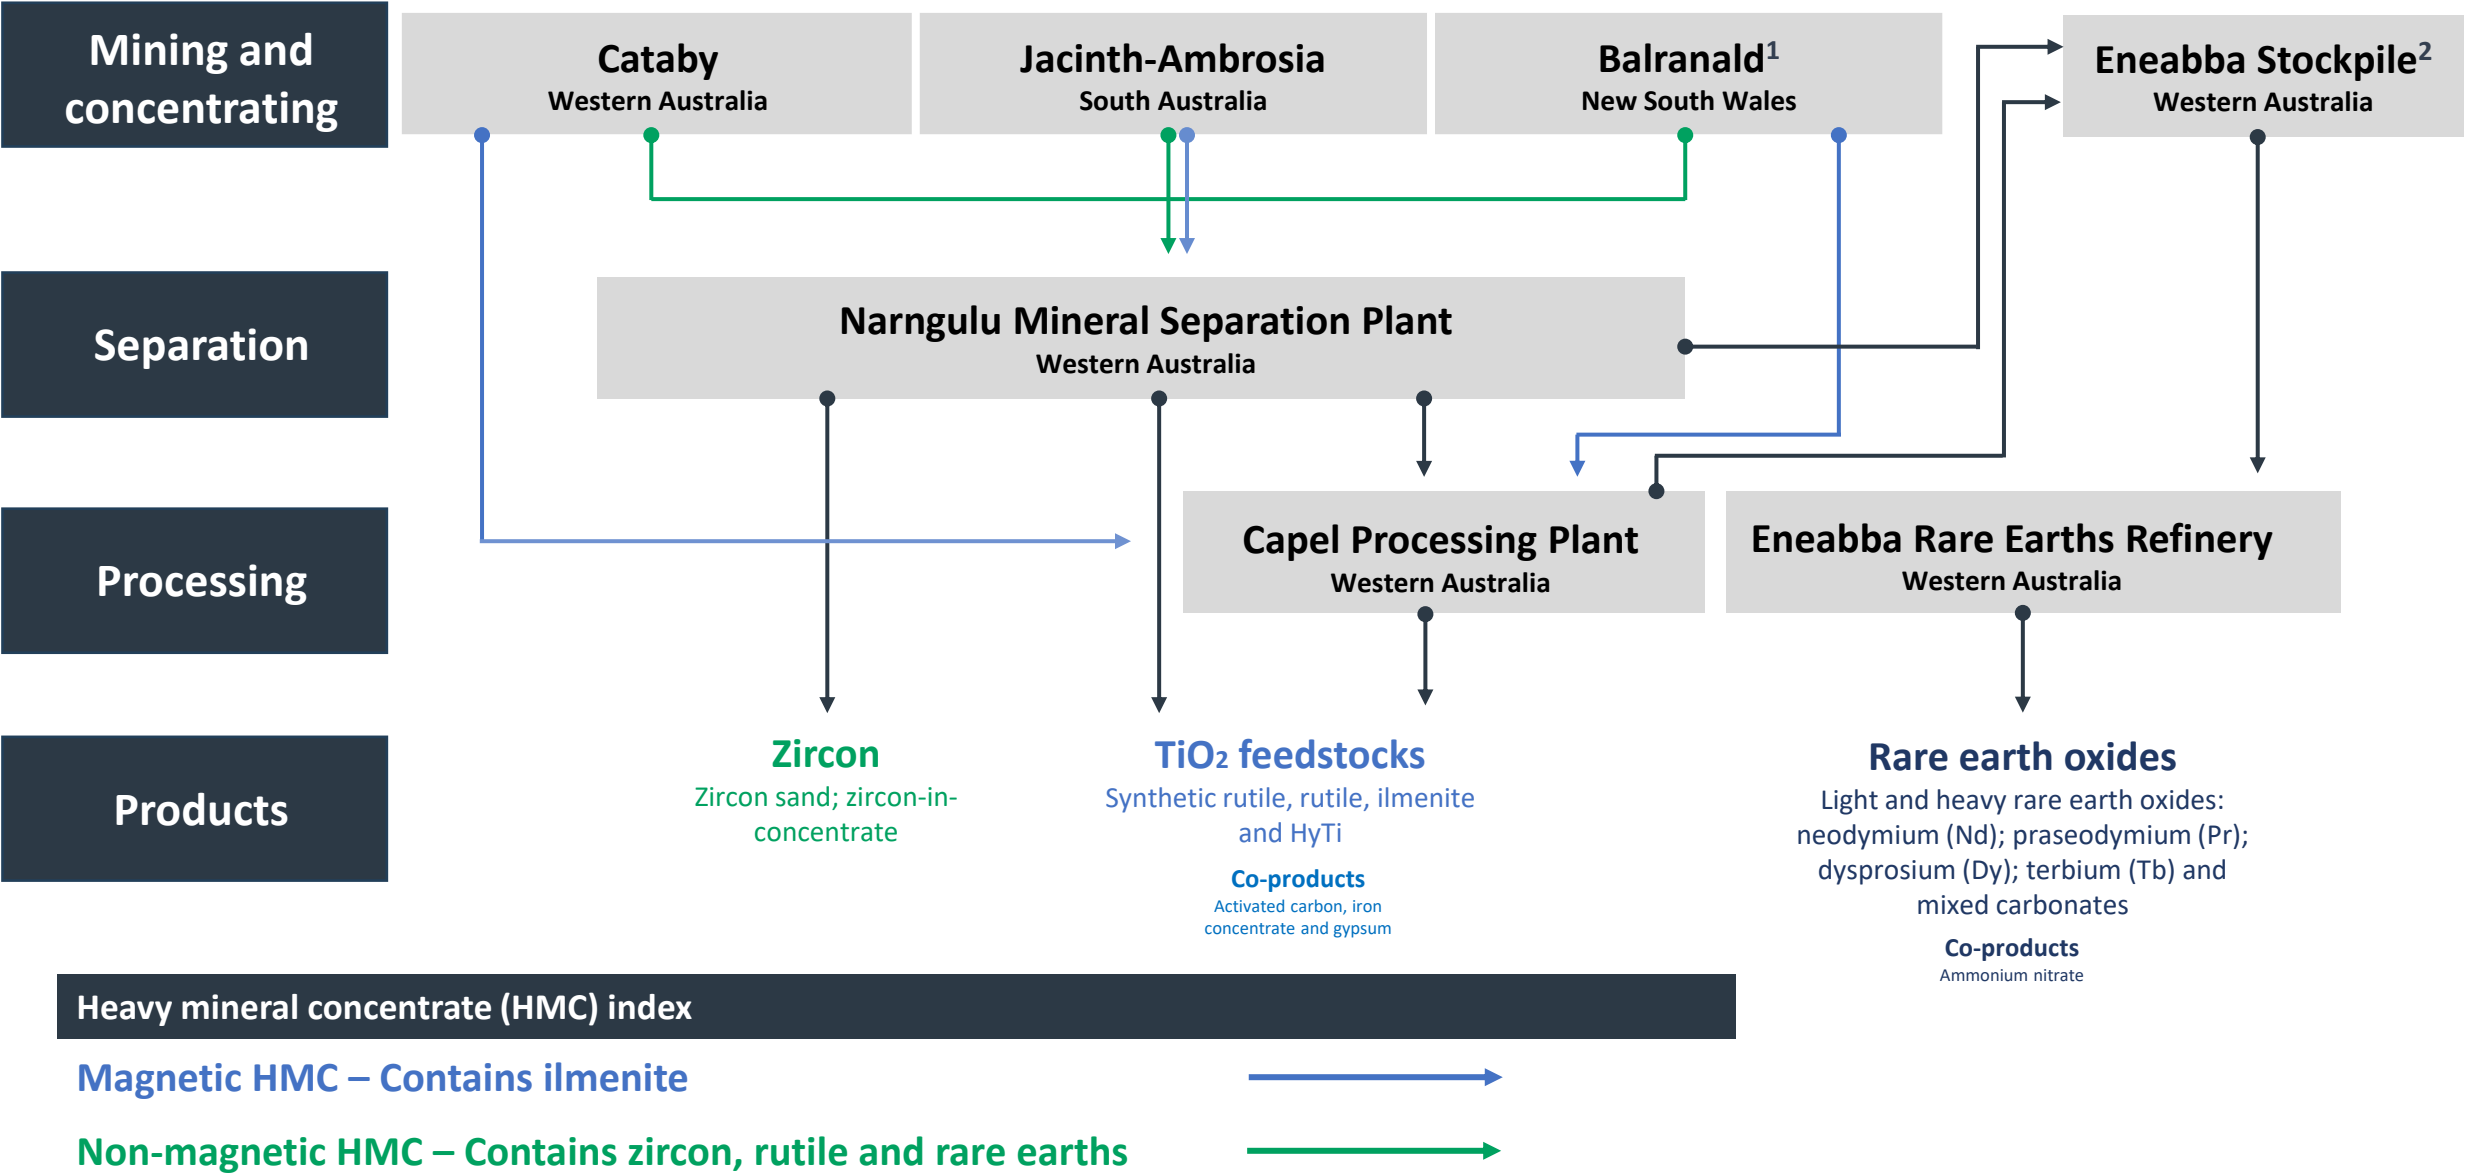 Mining and
concentrating
Cataby
Western Australia
Jacinth-Ambrosia
South Australia
Balranald¹
New South Wales
Eneabba Stockpile²
Western Australia
Separation
Narngulu Mineral Separation Plant
Western Australia
Processing
Capel Processing Plant
Western Australia
Eneabba Rare Earths Refinery
Western Australia
Products
Zircon
Zircon sand; zircon-in-
concentrate
TiO₂ feedstocks
Synthetic rutile, rutile, ilmenite
and HyTi
Co-products
Activated carbon, iron
concentrate and gypsum
Rare earth oxides
Light and heavy rare earth oxides:
neodymium (Nd); praseodymium (Pr);
dysprosium (Dy); terbium (Tb) and
mixed carbonates
Co-products
Ammonium nitrate
Heavy mineral concentrate (HMC) index
Magnetic HMC – Contains ilmenite
Non-magnetic HMC – Contains zircon, rutile and rare earths